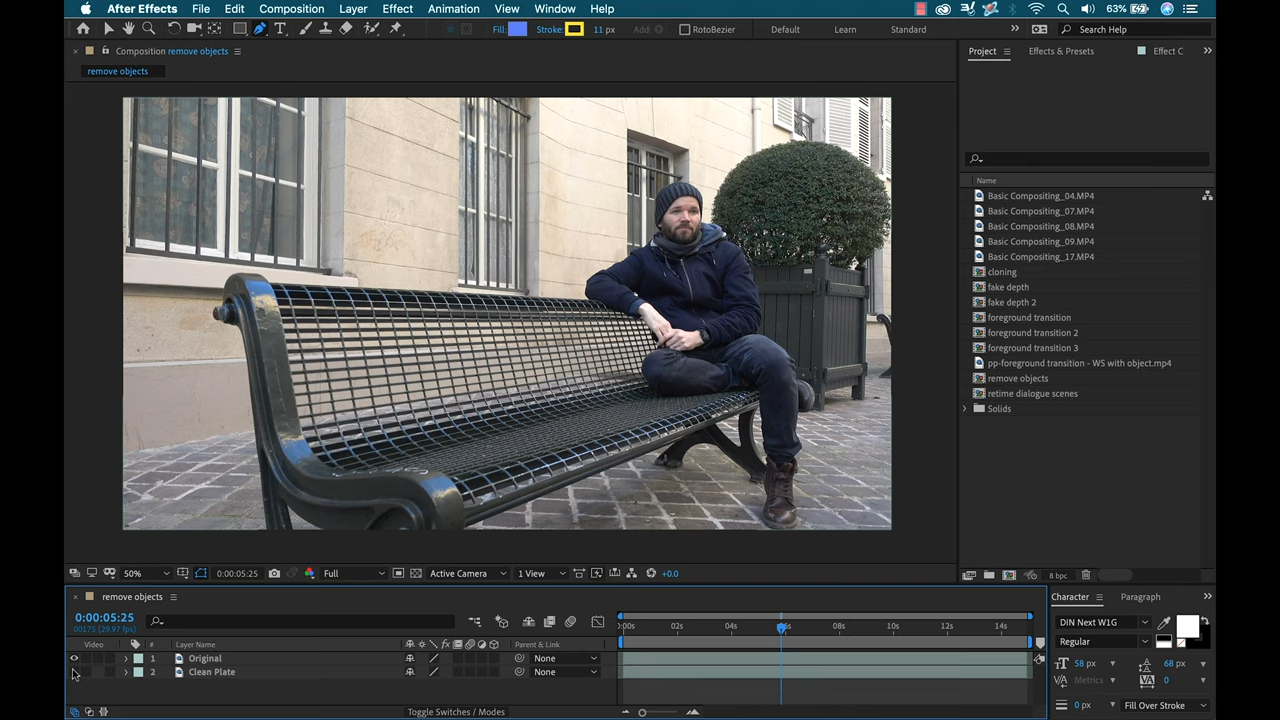 After Effects File Edit Composition Layer Effect Animation View Window Help 63%
Fill: Stroke: 11 px Add: RotoBezier Default Learn Standard Search Help
Composition remove objects
Project Effects & Presets Effect C
remove objects
Name
Basic Compositing_04.MP4
Basic Compositing_07.MP4
Basic Compositing_08.MP4
Basic Compositing_09.MP4
Basic Compositing_17.MP4
cloning
fake depth
fake depth 2
foreground transition
foreground transition 2
foreground transition 3
pp-foreground transition - WS with object.mp4
remove objects
retime dialogue scenes
Solids
50% 0:00:05:25 Full Active Camera 1 View +0.0
8 bpc
remove objects
0:00:05:25
00175 (29.97 fps)
02s 04s 08s 10s 12s 14s
Video # Layer Name Parent & Link
1 Original None
2 Clean Plate None
Toggle Switches / Modes
Character Paragraph
DIN Next W1G
Regular
58 px 68 px
Metrics 0
0 px Fill Over Stroke